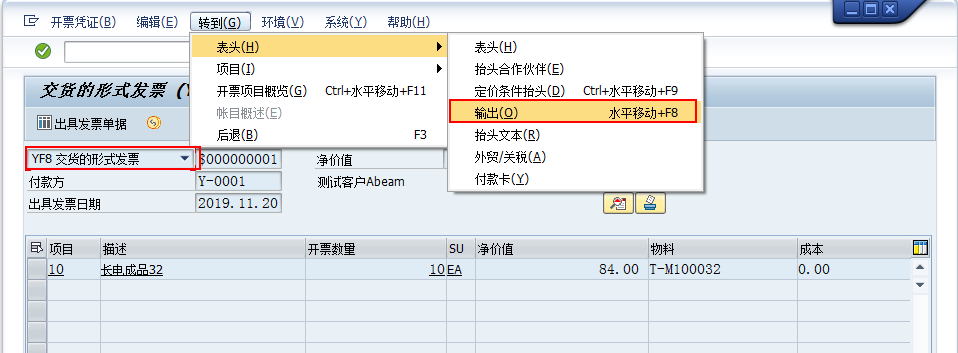 开票凭证(B) 编辑(E) 转到(G) 环境(V) 系统(Y) 帮助(H)
表头(H)
项目(I)
开票项目概览(G) Ctrl+水平移动+F11
帐目概述(E)
后退(B) F3
表头(H)
抬头合作伙伴(E)
定价条件抬头(D) Ctrl+水平移动+F9
输出(O) 水平移动+F8
抬头文本(R)
外贸/关税(A)
付款卡(Y)
交货的形式发票 (Y
出具发票单据
YF8 交货的形式发票 $000000001 净价值
付款方 Y-0001 测试客户Abeam
出具发票日期 2019.11.20
项目 描述 开票数量 SU 净价值 物料 成本
10 长电成品32 10 EA 84.00 T-M100032 0.00